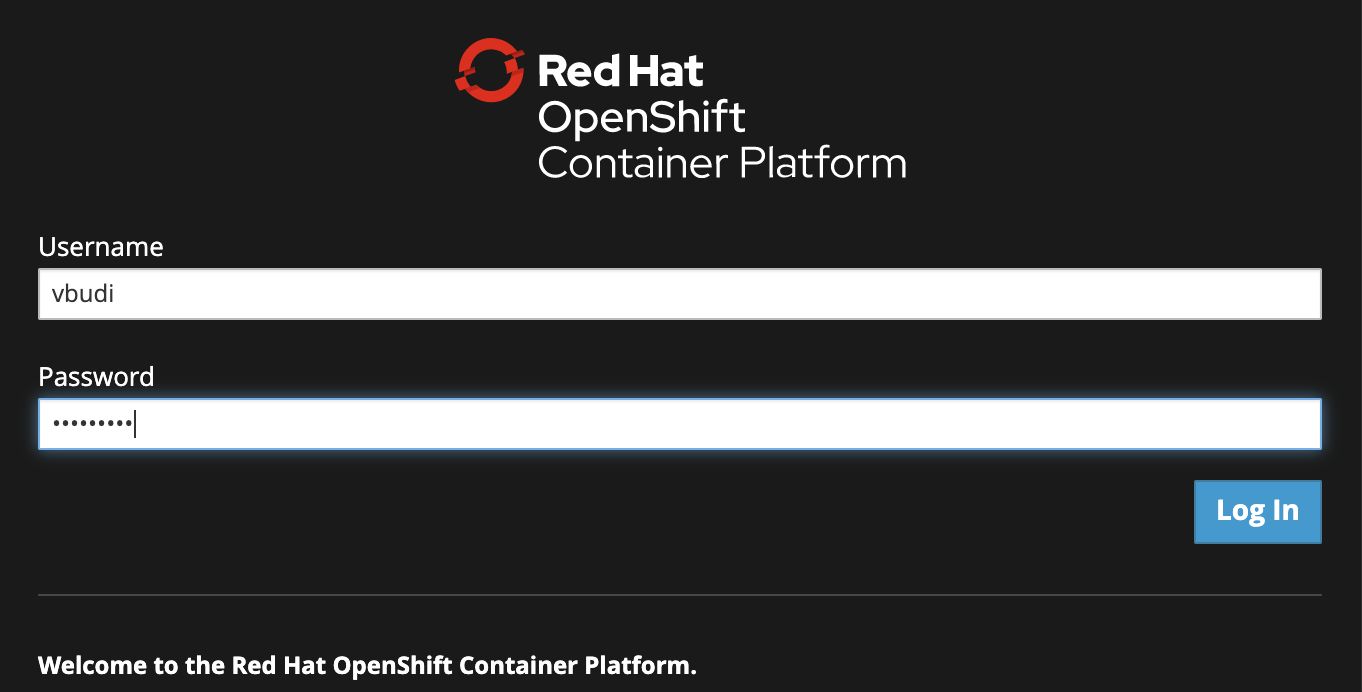 Red Hat
OpenShift
Container Platform
Username
vbudi
Password
•••••••••
Log In
Welcome to the Red Hat OpenShift Container Platform.